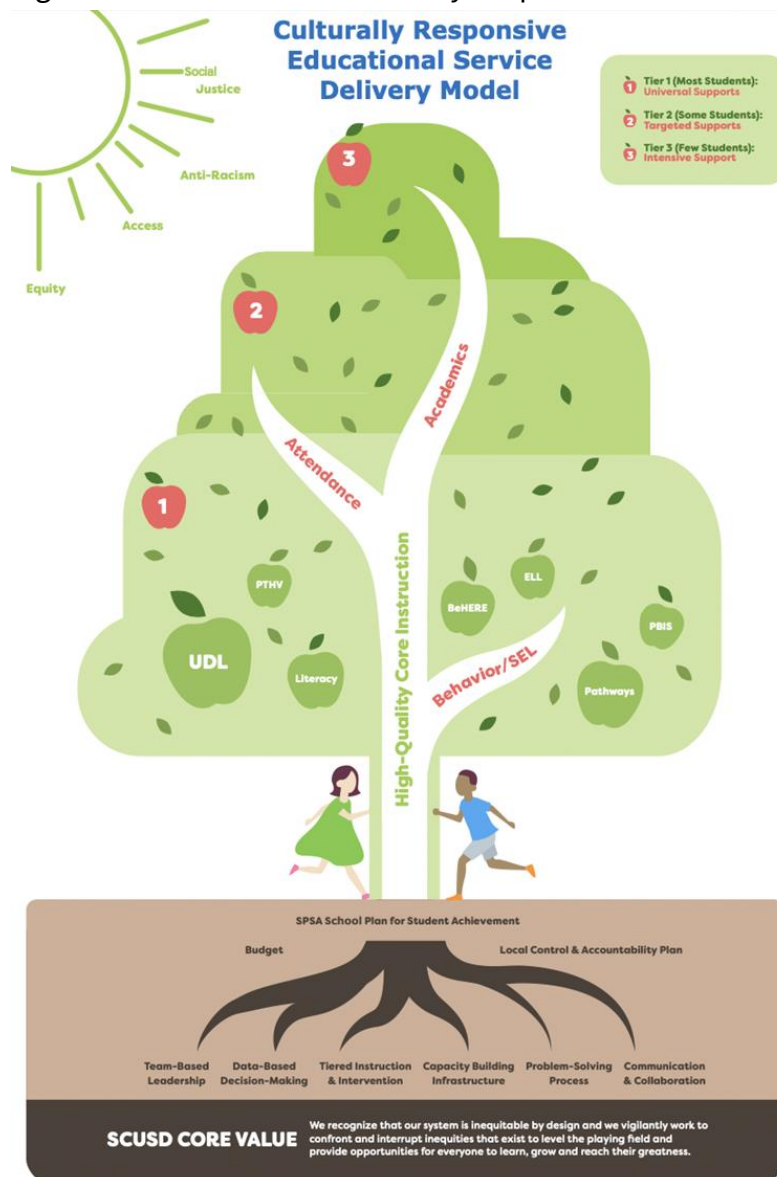 Culturally Responsive
Educational Service
Delivery Model
Social
Justice
Anti-Racism
Access
Equity
1 Tier 1 (Most Students):
Universal Supports
2 Tier 2 (Some Students):
Targeted Supports
3 Tier 3 (Few Students):
Intensive Support
3
2
1
Academics
Attendance
Behavior/SEL
High-Quality Core Instruction
PTHV
UDL
Literacy
BeHERE
ELL
PBIS
Pathways
SPSA School Plan for Student Achievement
Budget
Local Control & Accountability Plan
Team-Based
Leadership
Data-Based
Decision-Making
Tiered Instruction
& Intervention
Capacity Building
Infrastructure
Problem-Solving
Process
Communication
& Collaboration
SCUSD CORE VALUE
We recognize that our system is inequitable by design and we vigilantly work to
confront and interrupt inequities that exist to level the playing field and
provide opportunities for everyone to learn, grow and reach their greatness.